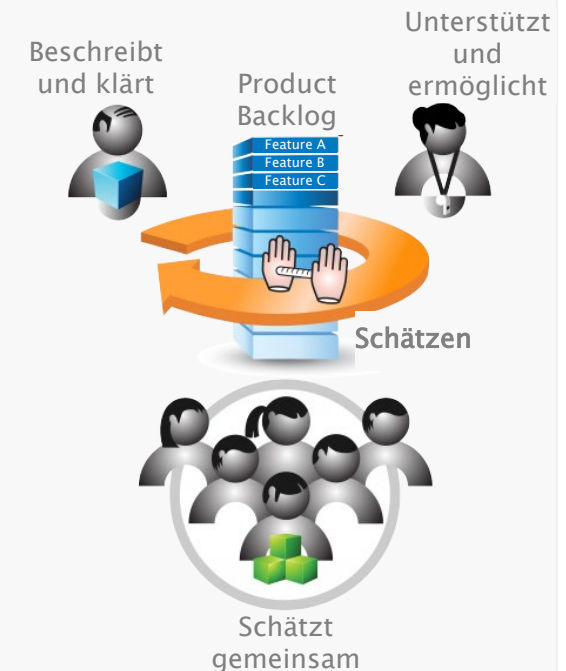 Beschreibt
und klärt
Product
Backlog
Unterstützt
und
ermöglicht
Feature A
Feature B
Feature C
Schätzen
Schätzt
gemeinsam